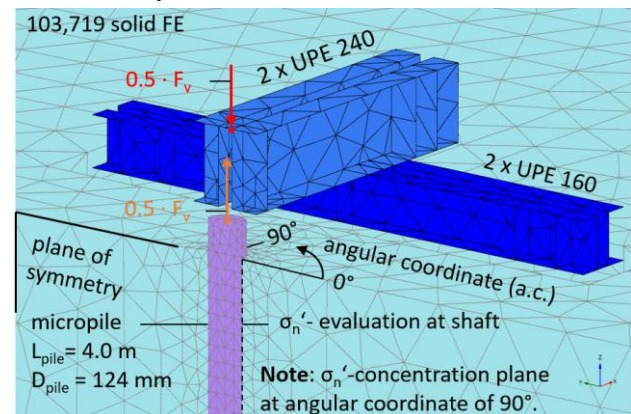 103,719 solid FE
2 x UPE 240
0.5 · Fᵥ
2 x UPE 160
0.5 · Fᵥ
90°
angular coordinate (a.c.)
0°
plane of
symmetry
micropile
σₙ‘- evaluation at shaft
Lₚᵢₗₑ= 4.0 m
Dₚᵢₗₑ = 124 mm
Note: σₙ‘-concentration plane
at angular coordinate of 90°.
Z
Y
X